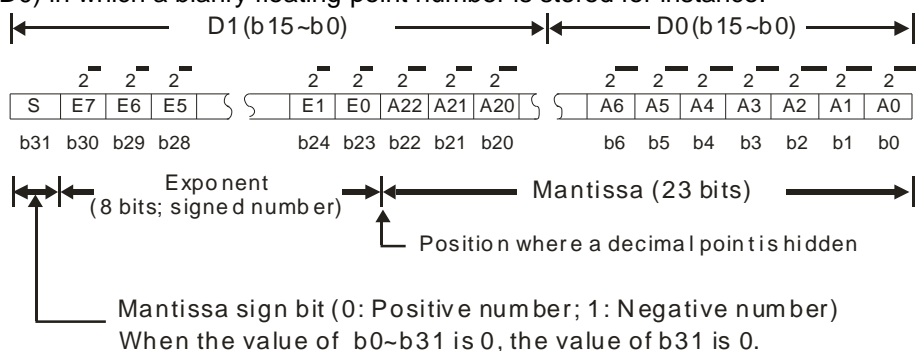 D0) in which a bianry floating-point number is stored for instance.
D1(b15~b0) D0(b15~b0)
2 2 2 2 2 2 2 2 2 2 2 2 2 2 2
S E7 E6 E5 E1 E0 A22 A21 A20 A6 A5 A4 A3 A2 A1 A0
b31 b30 b29 b28 b24 b23 b22 b21 b20 b6 b5 b4 b3 b2 b1 b0
Exponent
(8 bits; signed number)
Mantissa (23 bits)
Position where a decimal point is hidden
Mantissa sign bit (0: Positive number; 1: Negative number)
When the value of b0~b31 is 0, the value of b31 is 0.